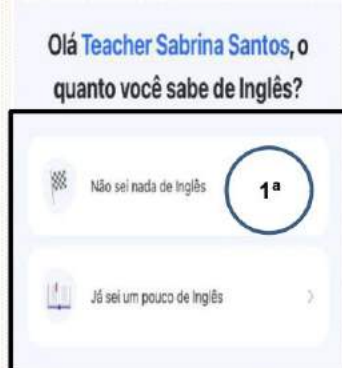 Olá Teacher Sabrina Santos, o
quanto você sabe de Inglês?
Não sei nada de Inglês
1ª
Já sei um pouco de Inglês